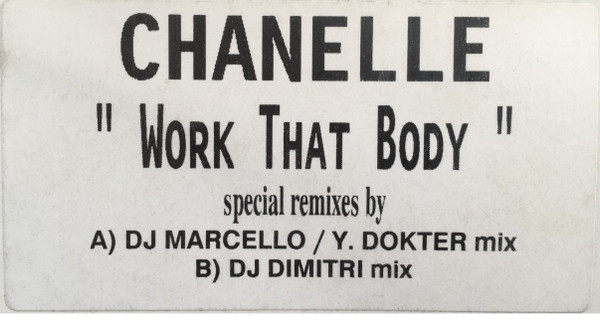 CHANELLE
" WORK THAT BODY "
special remixes by
A) DJ MARCELLO / Y. DOKTER mix
B) DJ DIMITRI mix